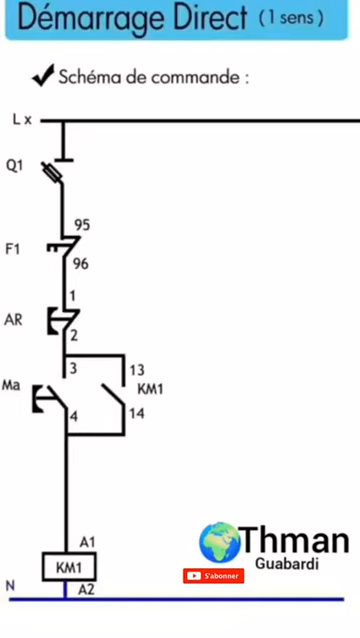 Démarrage Direct ( 1 sens )
Schéma de commande :
L x
Q1
95
F1
96
1
AR
2
3
13
Ma
KM1
4
14
A1
KM1
A2
N
Thman
Guabardi
S'abonner